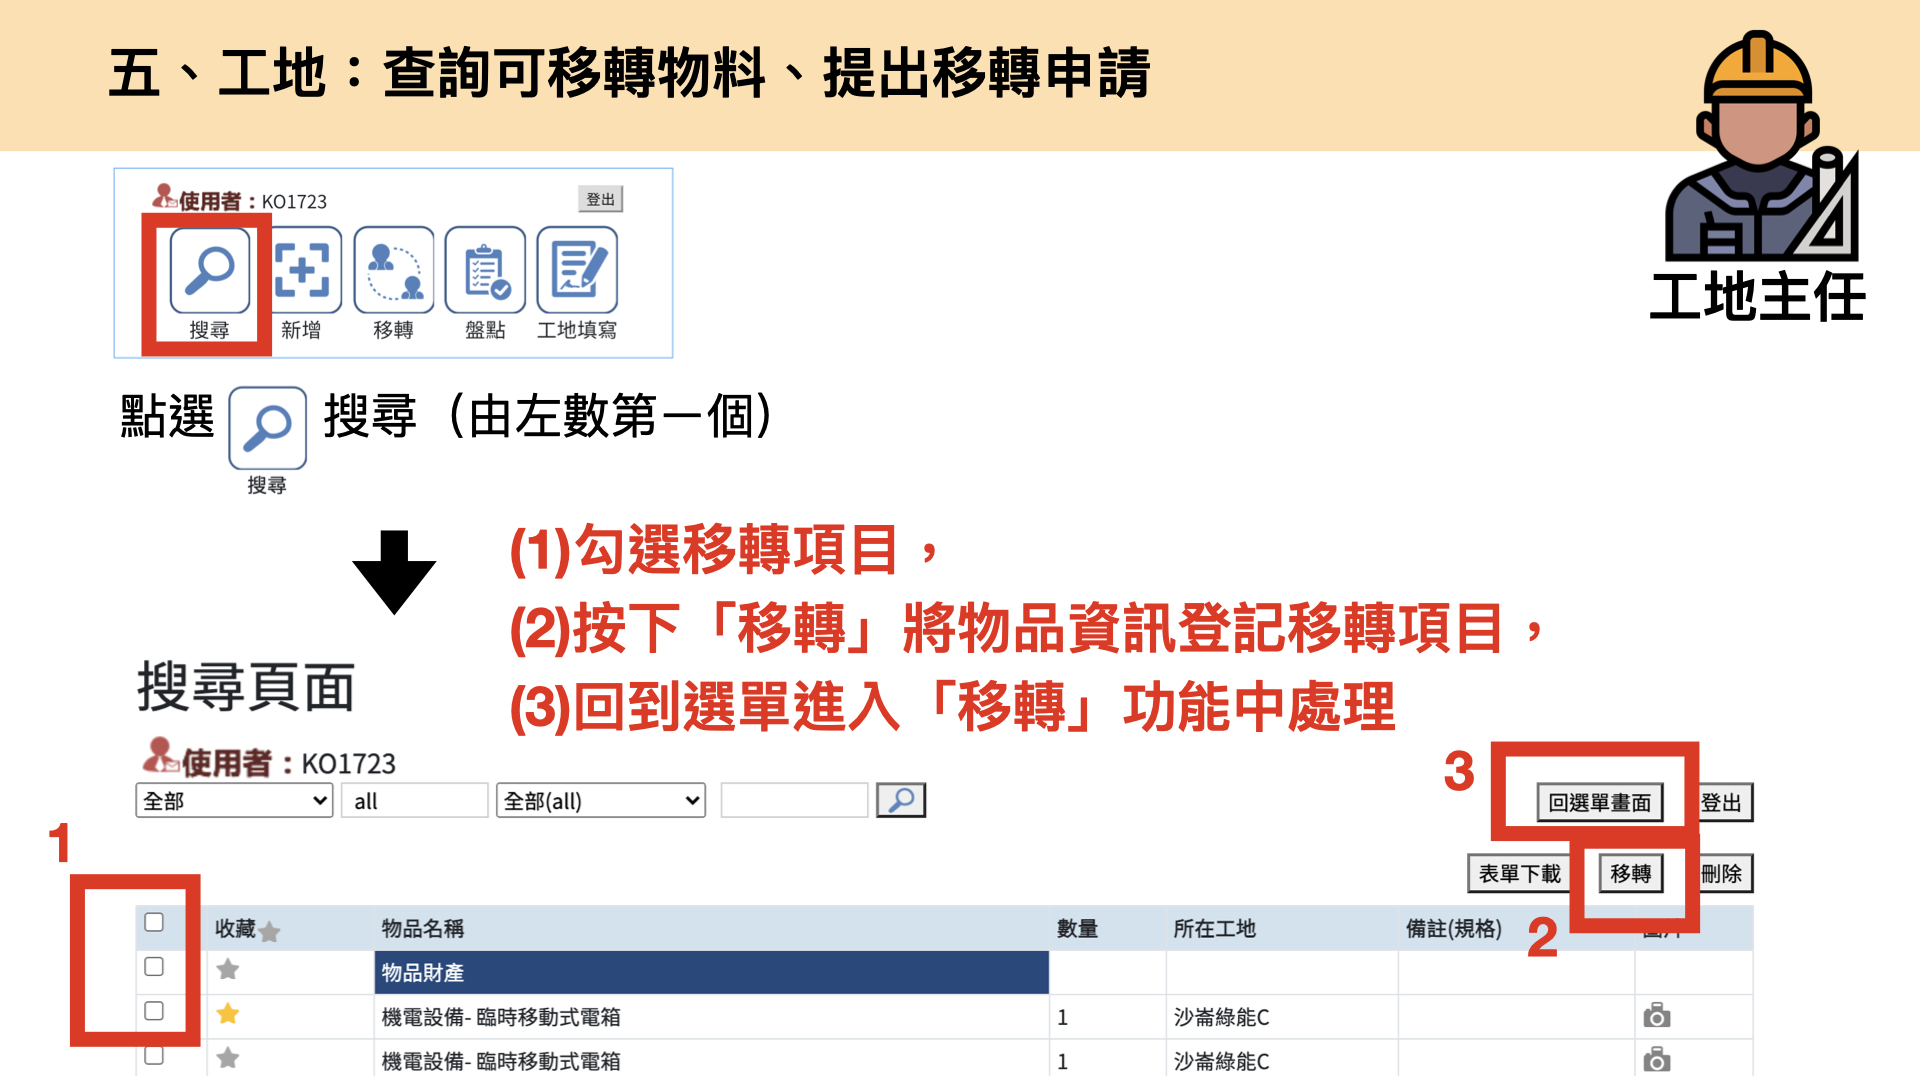 五、工地：查詢可移轉物料、提出移轉申請
工地主任
使用者：KO1723
登出
搜尋 新增 移轉 盤點 工地填寫
點選 搜尋（由左數第一個）
搜尋
(1)勾選移轉項目，
(2)按下「移轉」將物品資訊登記移轉項目，
(3)回到選單進入「移轉」功能中處理
搜尋頁面
使用者：KO1723
全部 all 全部(all)
3 回選單畫面 登出
1
表單下載 移轉 刪除
2
收藏 物品名稱 數量 所在工地 備註(規格)
物品財產
機電設備- 臨時移動式電箱 1 沙崙綠能C
機電設備- 臨時移動式電箱 1 沙崙綠能C